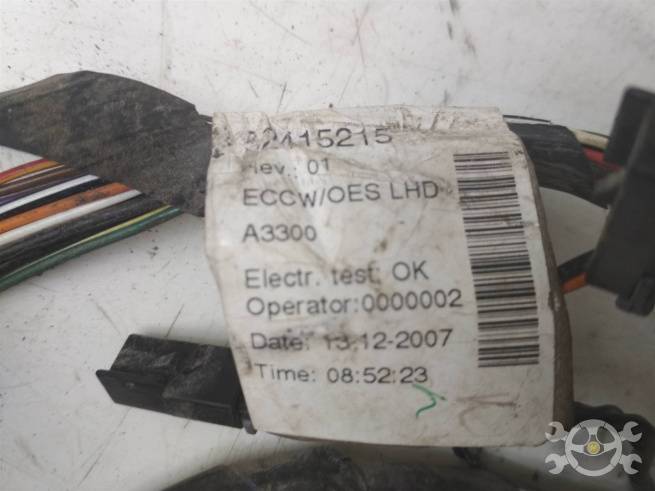 A2415215
Rev.: 01
ECCW/OES LHD
A3300
Electr. test: OK
Operator:0000002
Date: 13-12-2007
Time: 08:52:23